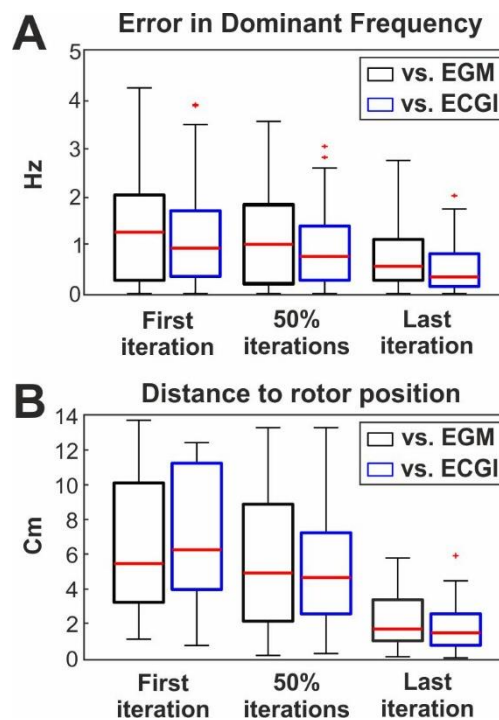 A Error in Dominant Frequency
5
4
3
2
1
0
Hz
vs. EGM
vs. ECGI
First
iteration
50%
iterations
Last
iteration
B Distance to rotor position
14
12
10
8
6
4
2
0
Cm
vs. EGM
vs. ECGI
First
iteration
50%
iterations
Last
iteration